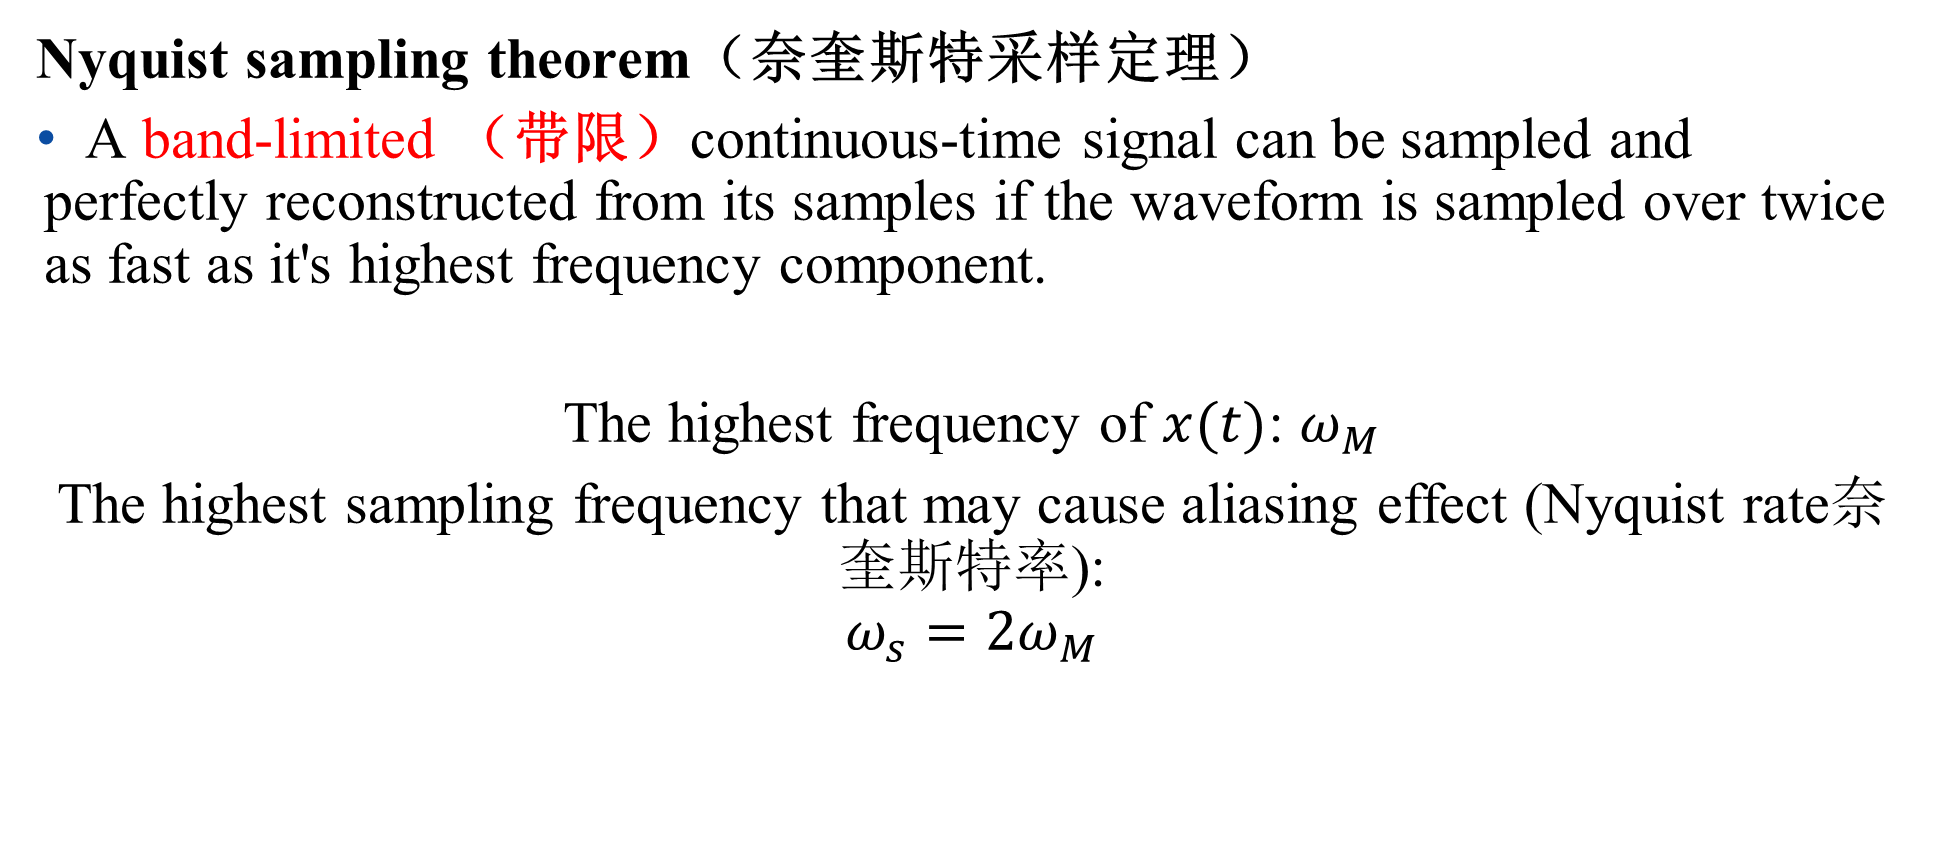 Nyquist sampling theorem（奈奎斯特采样定理）
• A band-limited （带限）continuous-time signal can be sampled and
perfectly reconstructed from its samples if the waveform is sampled over twice
as fast as it's highest frequency component.
The highest frequency of x(t): ω_M
The highest sampling frequency that may cause aliasing effect (Nyquist rate奈
奎斯特率):
ω_s = 2ω_M